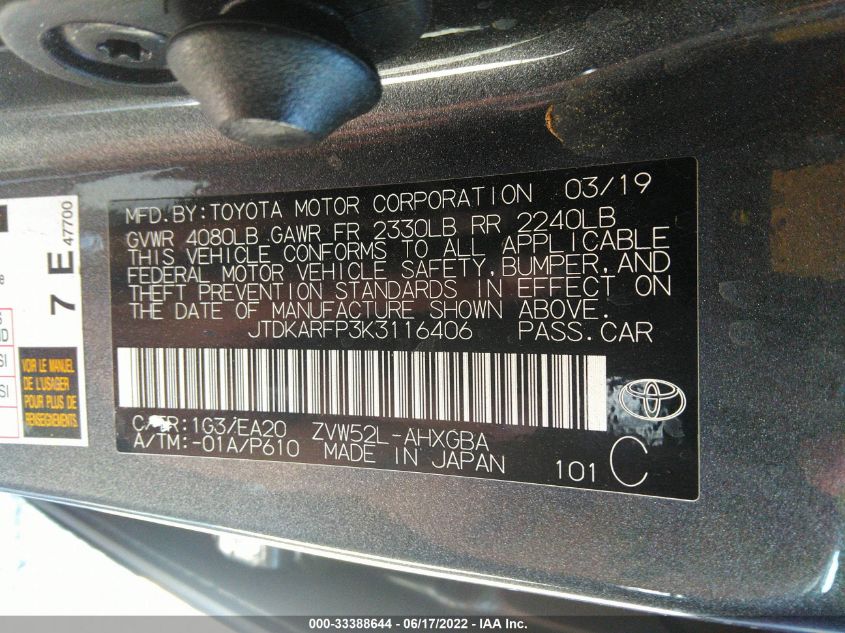 MFD. BY: TOYOTA MOTOR CORPORATION 03/19
GVWR 4080LB GAWR FR 2330LB RR 2240LB
THIS VEHICLE CONFORMS TO ALL APPLICABLE
FEDERAL MOTOR VEHICLE SAFETY, BUMPER, AND
THEFT PREVENTION STANDARDS IN EFFECT ON
THE DATE OF MANUFACTURE SHOWN ABOVE.
JTDKARFP3K3116406 PASS.CAR
C/TR:1G3/EA20 ZVW52L-AHXGBA
A/TM:-01A/P610 MADE IN JAPAN 101 C
7 E 47700
VOIR LE MANUEL
DE L'USAGER
POUR PLUS DE
RENSEIGNEMENTS
000-33388644 / 06/17/2022 - IAA Inc.